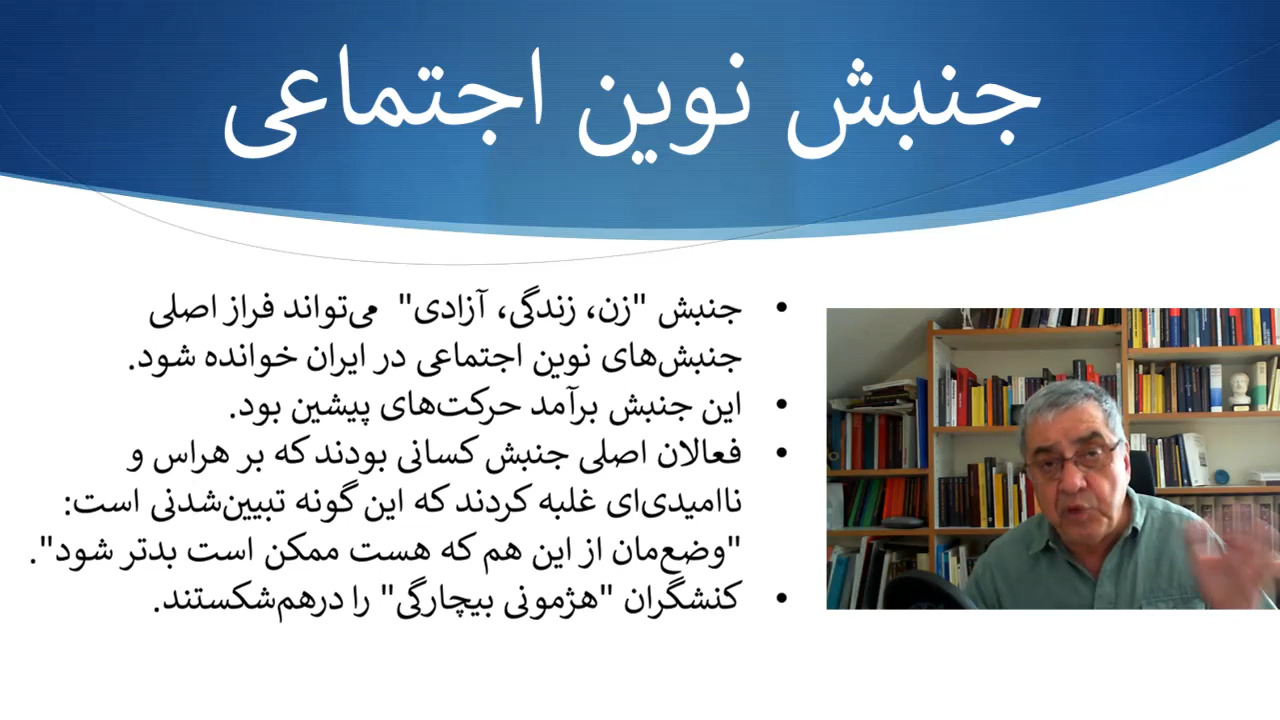 جنبش نوین اجتماعی
• جنبش "زن، زندگی، آزادی" می‌تواند فراز اصلی
جنبش‌های نوین اجتماعی در ایران خوانده شود.
• این جنبش برآمد حرکت‌های پیشین بود.
• فعالان اصلی جنبش کسانی بودند که بر هراس و
ناامیدی‌ای غلبه کردند که این گونه تبیین‌شدنی است:
"وضع‌مان از این هم که هست ممکن است بدتر شود".
• کنشگران "هژمونی بیچارگی" را درهم‌شکستند.